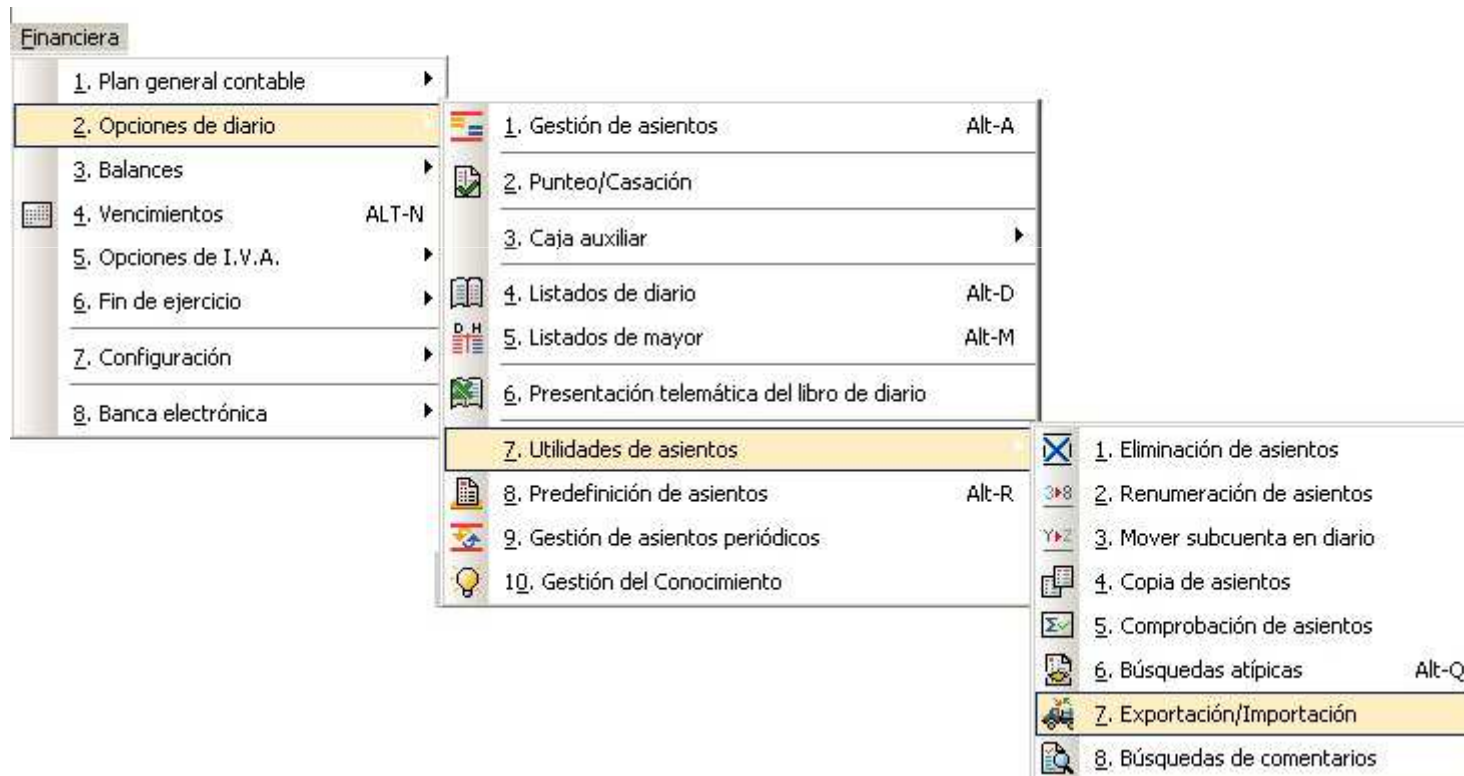 Financiera
1. Plan general contable
2. Opciones de diario
3. Balances
4. Vencimientos ALT-N
5. Opciones de I.V.A.
6. Fin de ejercicio
7. Configuración
8. Banca electrónica
1. Gestión de asientos Alt-A
2. Punteo/Casación
3. Caja auxiliar
4. Listados de diario Alt-D
D H
5. Listados de mayor Alt-M
6. Presentación telemática del libro de diario
7. Utilidades de asientos
8. Predefinición de asientos Alt-R
9. Gestión de asientos periódicos
10. Gestión del Conocimiento
1. Eliminación de asientos
3▸8 2. Renumeración de asientos
Y▸Z 3. Mover subcuenta en diario
4. Copia de asientos
Σ 5. Comprobación de asientos
6. Búsquedas atípicas Alt-Q
7. Exportación/Importación
8. Búsquedas de comentarios